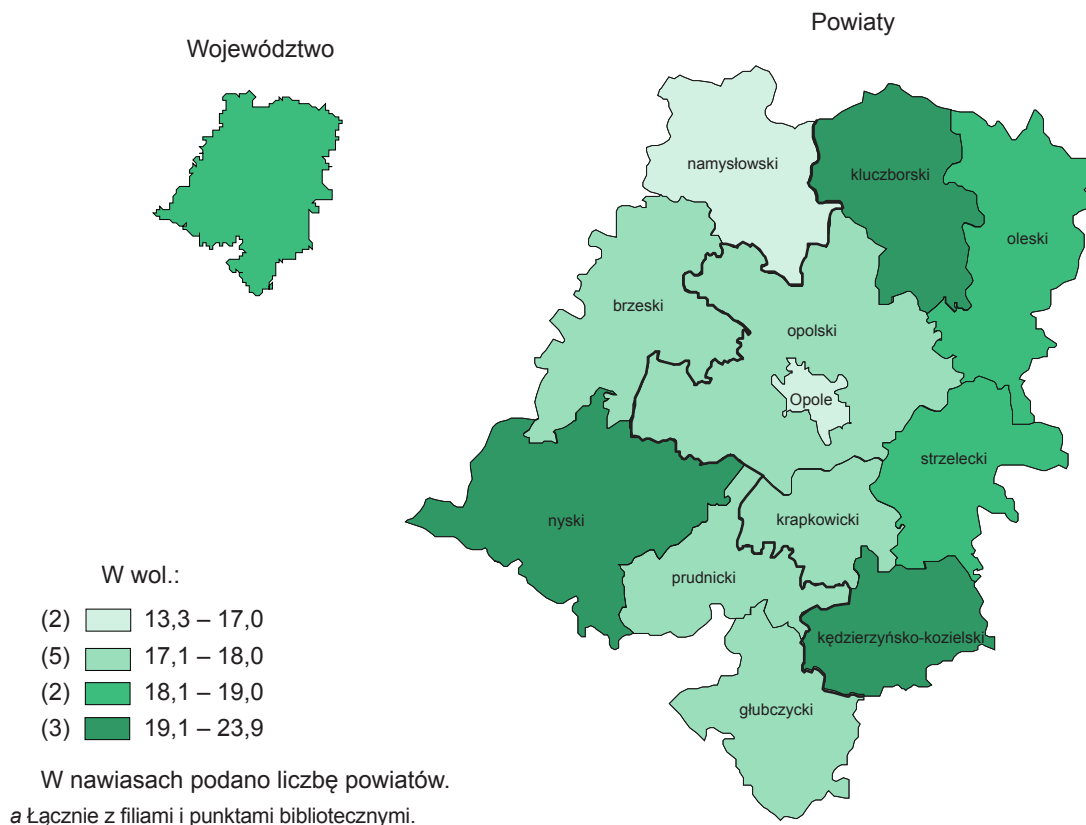 Powiaty
Województwo
namysłowski
kluczborski
oleski
brzeski
opolski
Opole
strzelecki
nyski
krapkowicki
prudnicki
kędzierzyńsko-kozielski
głubczycki
W wol.:
(2) 13,3 – 17,0
(5) 17,1 – 18,0
(2) 18,1 – 19,0
(3) 19,1 – 23,9
W nawiasach podano liczbę powiatów.
a Łącznie z filiami i punktami bibliotecznymi.